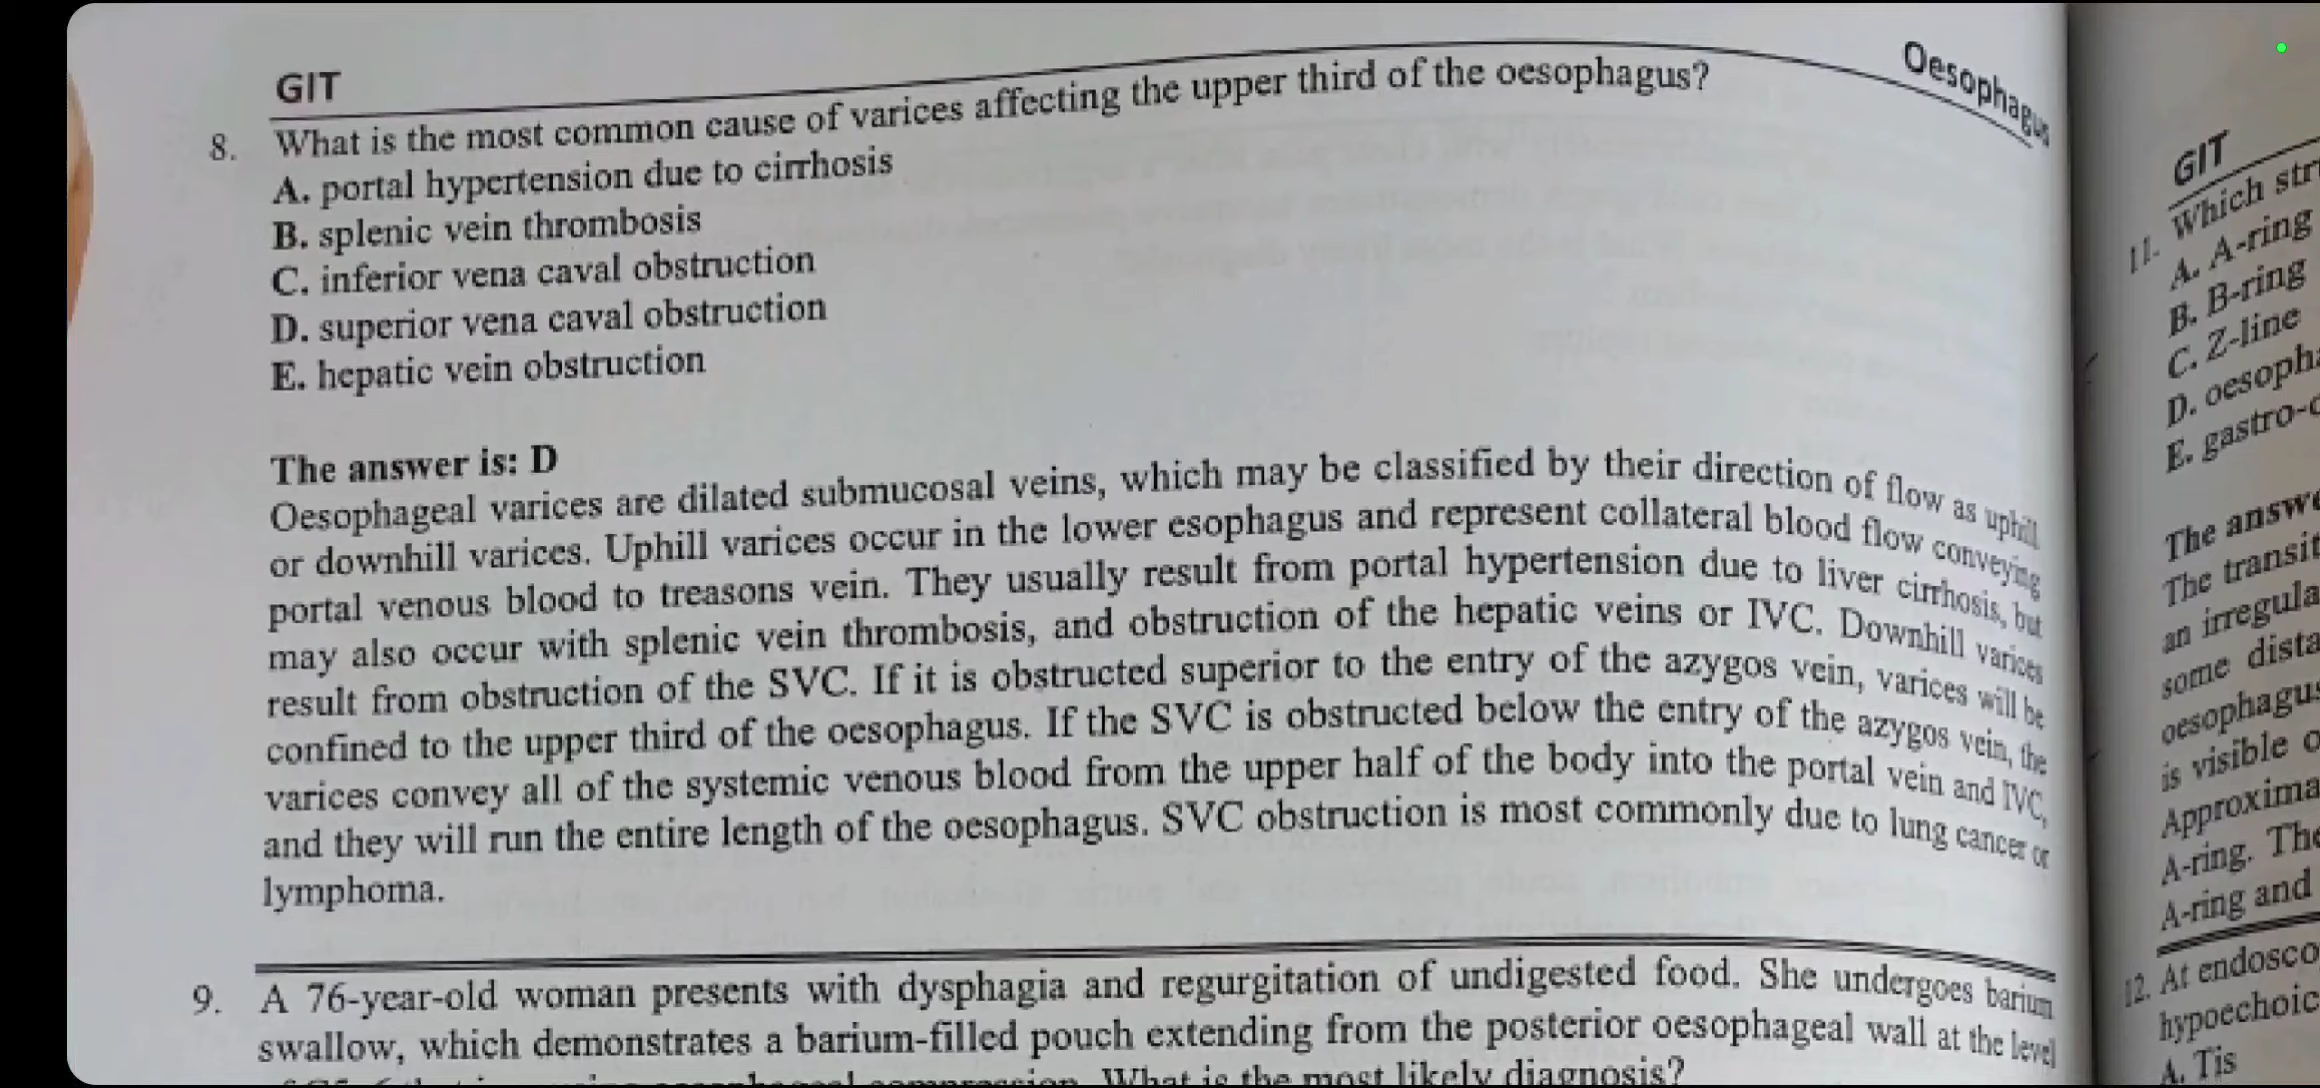 GIT
Oesophagus
8. What is the most common cause of varices affecting the upper third of the oesophagus?
A. portal hypertension due to cirrhosis
B. splenic vein thrombosis
C. inferior vena caval obstruction
D. superior vena caval obstruction
E. hepatic vein obstruction
The answer is: D
Oesophageal varices are dilated submucosal veins, which may be classified by their direction of flow as uphill
or downhill varices. Uphill varices occur in the lower esophagus and represent collateral blood flow conveying
portal venous blood to treasons vein. They usually result from portal hypertension due to liver cirrhosis, but
may also occur with splenic vein thrombosis, and obstruction of the hepatic veins or IVC. Downhill varices
result from obstruction of the SVC. If it is obstructed superior to the entry of the azygos vein, varices will be
confined to the upper third of the oesophagus. If the SVC is obstructed below the entry of the azygos vein, the
varices convey all of the systemic venous blood from the upper half of the body into the portal vein and IVC,
and they will run the entire length of the oesophagus. SVC obstruction is most commonly due to lung cancer or
lymphoma.
9. A 76-year-old woman presents with dysphagia and regurgitation of undigested food. She undergoes barium
swallow, which demonstrates a barium-filled pouch extending from the posterior oesophageal wall at the level
What is the most likely diagnosis?
GIT
11. Which
A. A-ring
B. B-ring
C. Z-line
D.
E.
The
The
an
some
is visible
A-ring.
A-ring and
12. At
hypoechoic
A. Tis